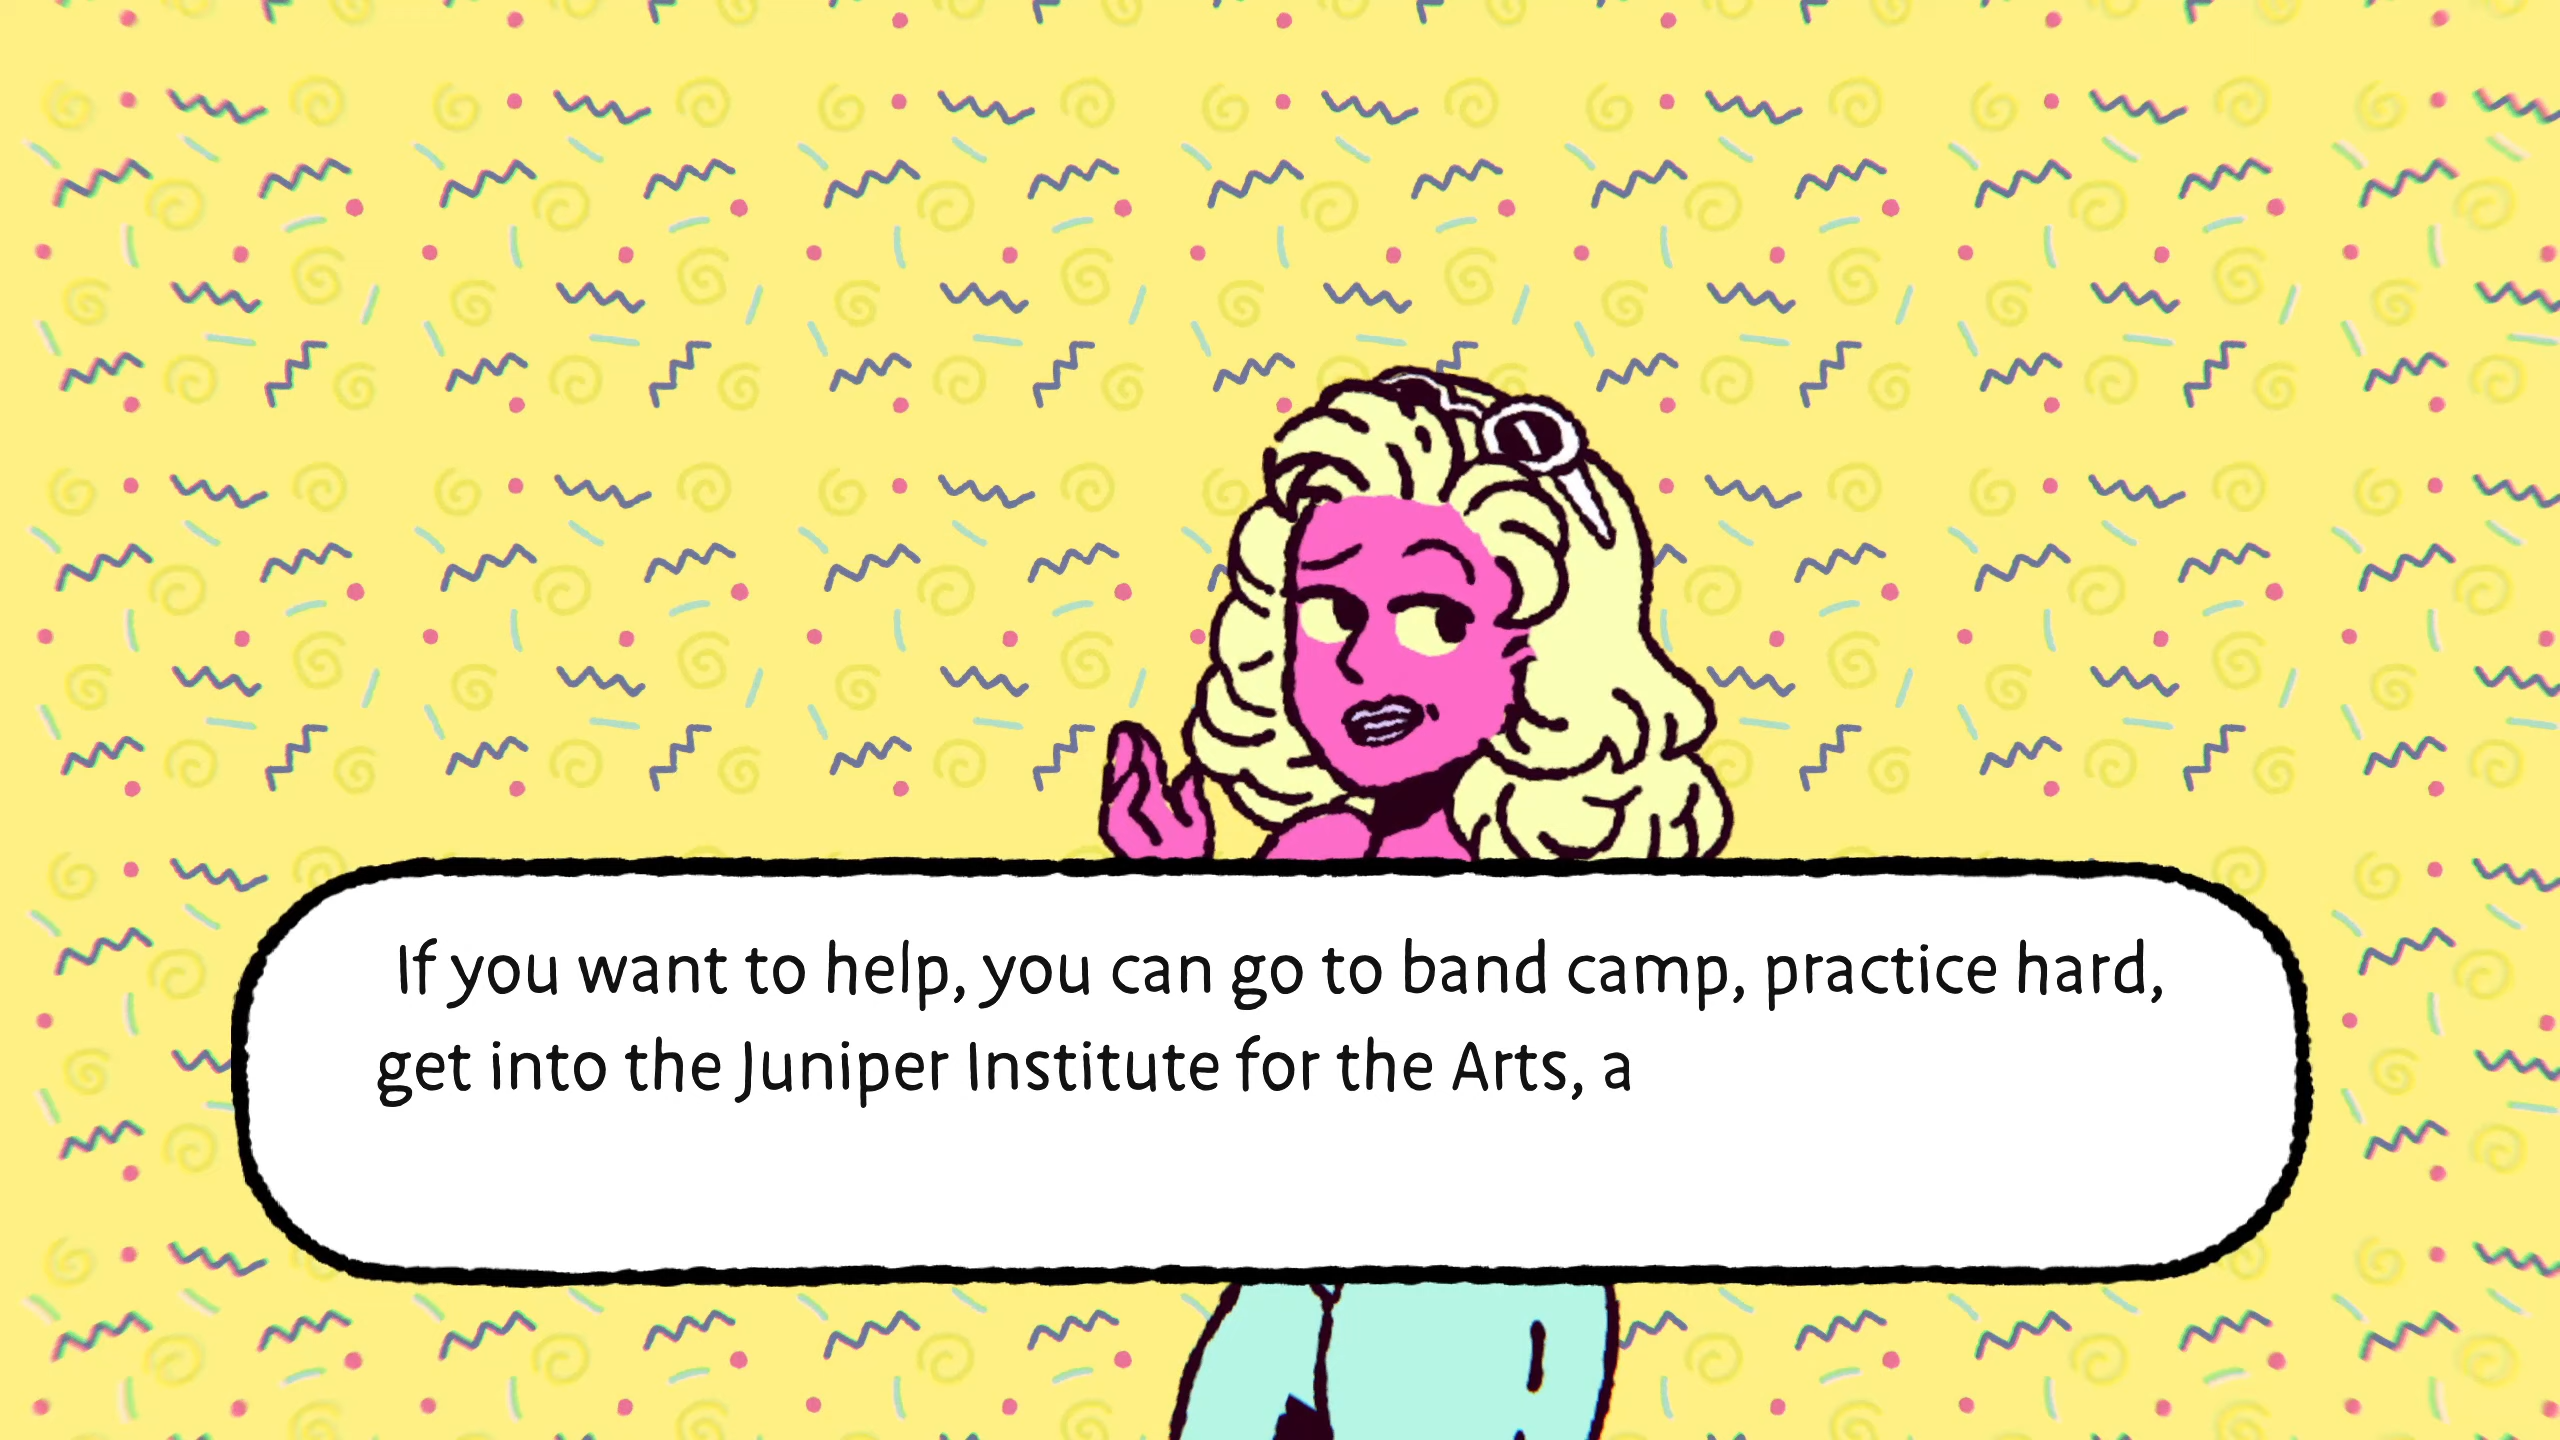 If you want to help, you can go to band camp, practice hard,
get into the Juniper Institute for the Arts, a